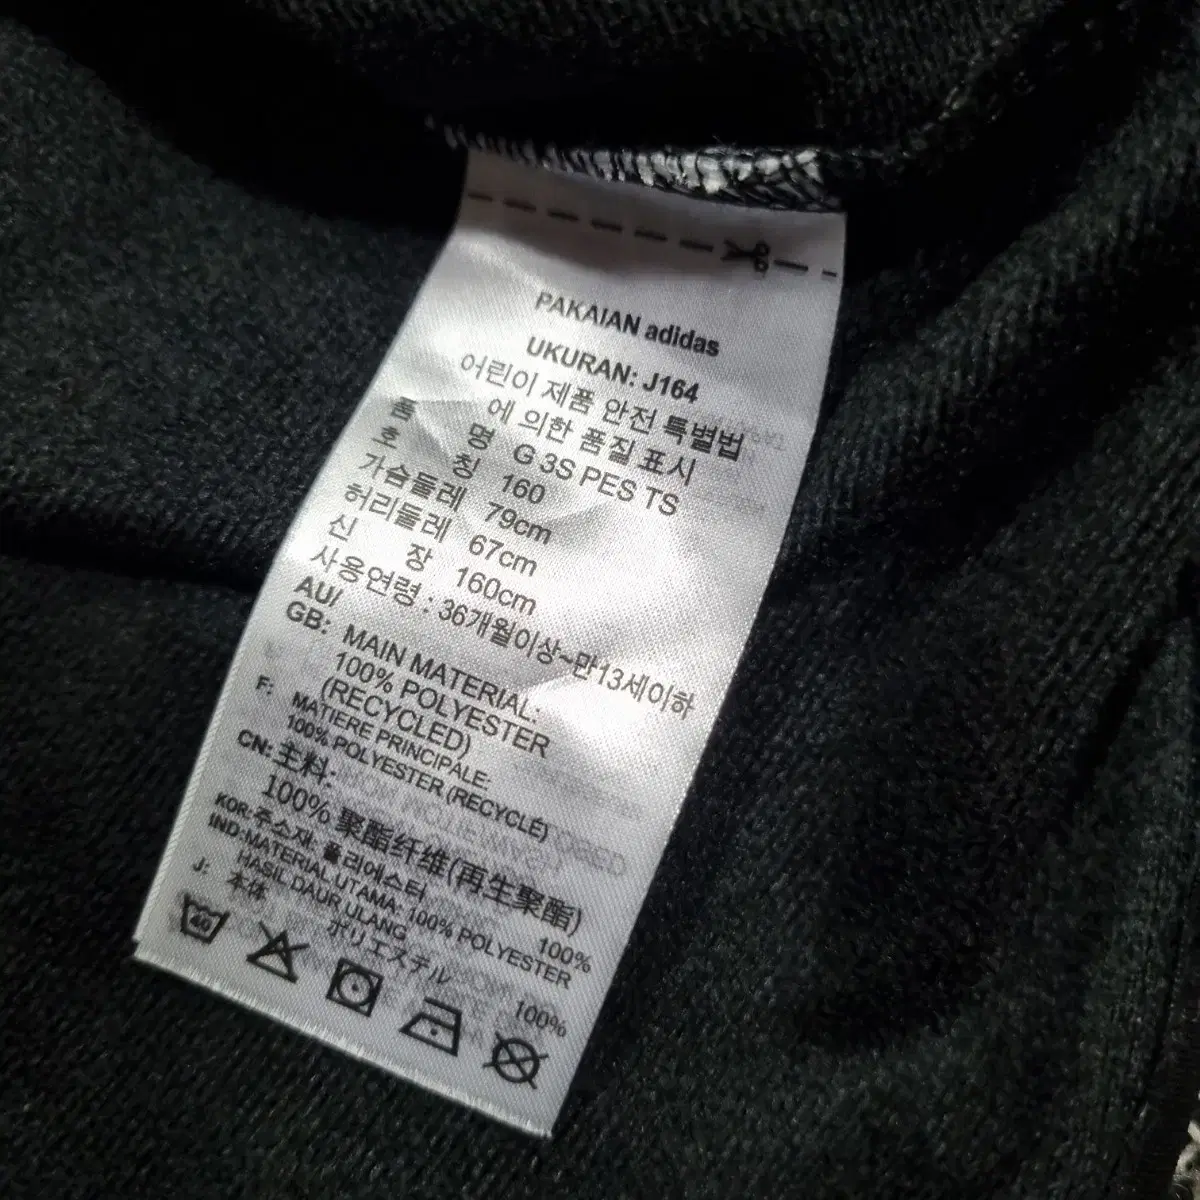 PAKAIAN adidas
UKURAN: J164
어린이 제품 안전 특별법
에 의한 품질 표시
품 명 G 3S PES TS
호 칭 160
가슴둘레 79cm
허리둘레 67cm
신 장 160cm
사용연령 : 36개월이상~만13세이하
AU/
GB: MAIN MATERIAL:
100% POLYESTER
(RECYCLED)
F: MATIERE PRINCIPALE:
100% POLYESTER (RECYCLÉ)
CN: 主料:
100% 聚酯纤维(再生聚酯)
KOR: 주소재, 폴리에스터 100%
IND: MATERIAL UTAMA: 100% POLYESTER
HASIL DAUR ULANG
J: 本体
ポリエステル 100%
40